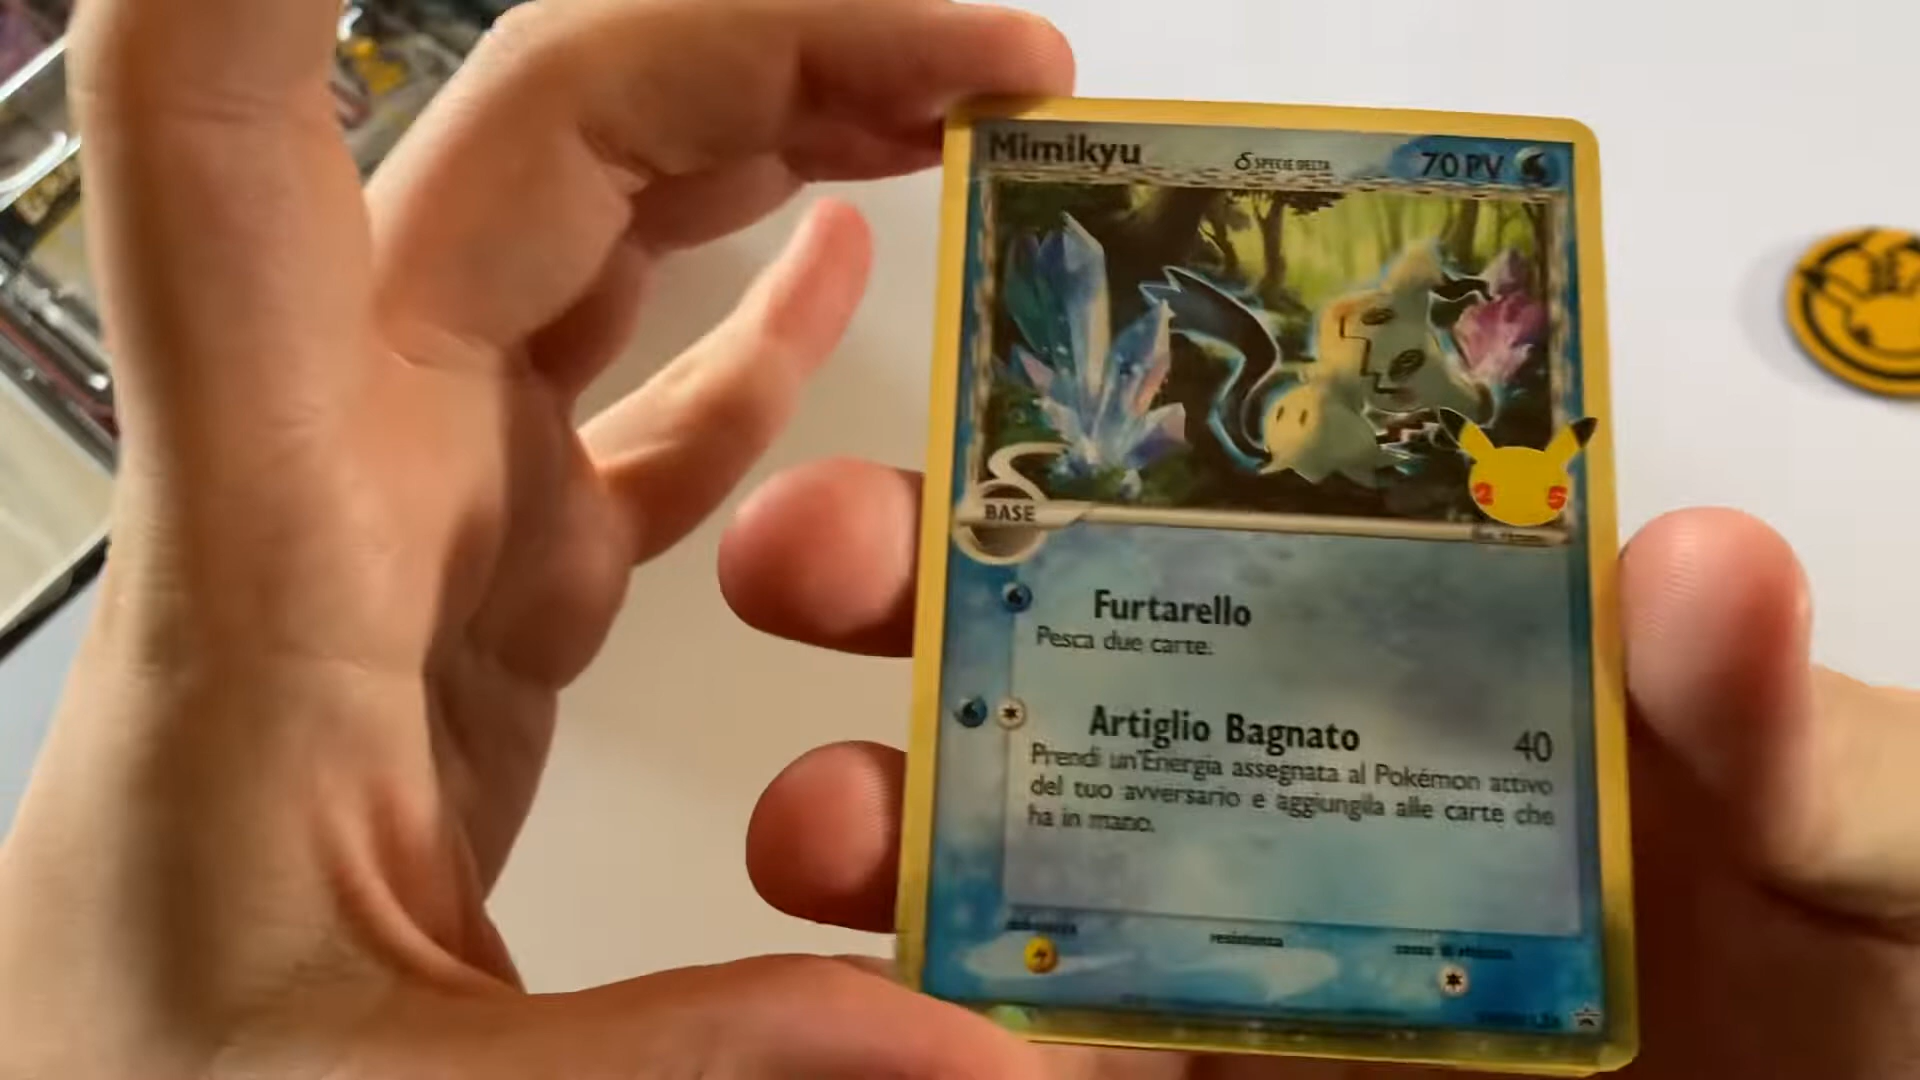 Mimikyu δ SPECIE DELTA 70 PV
BASE
25
Furtarello
Pesca due carte.
Artiglio Bagnato 40
Prendi un'Energia assegnata al Pokémon attivo
del tuo avversario e aggiungila alle carte che
ha in mano.
resistenza